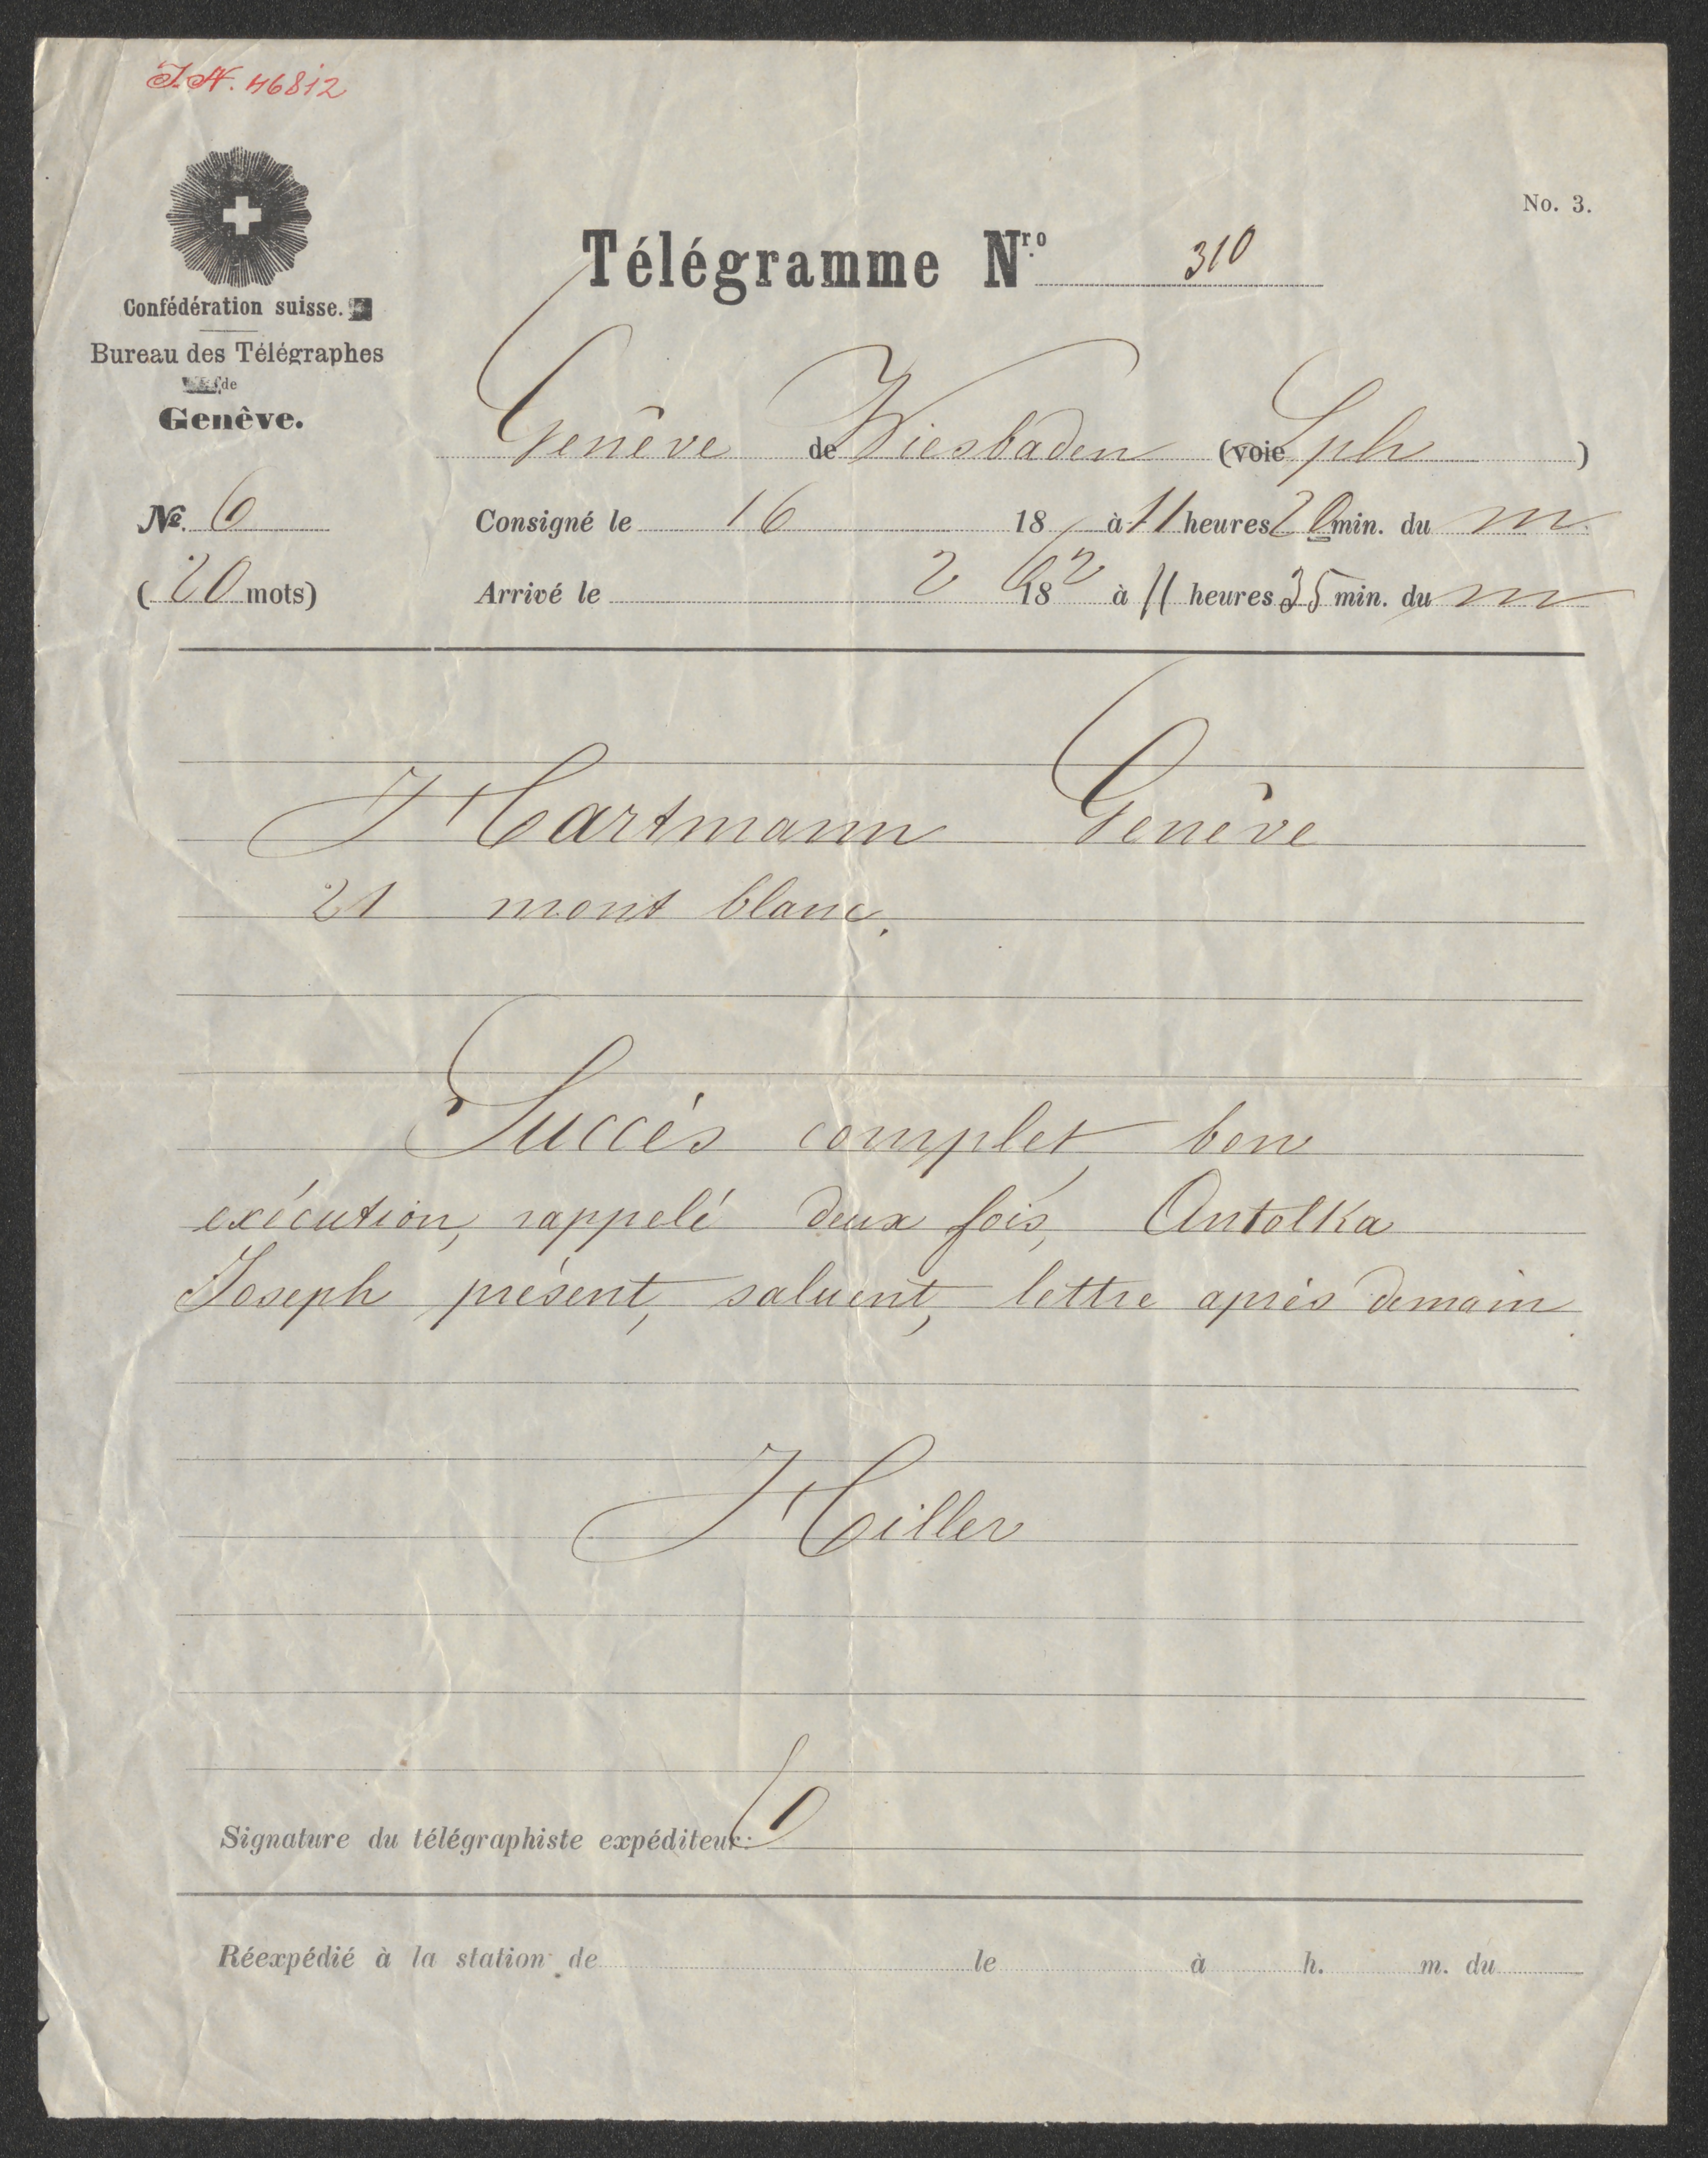 I.N. 46812
No. 3.
Télégramme Nro 310
Confédération suisse.
Bureau des Télégraphes
de
Genève.
Genève de Wiesbaden (voie Lph )
№. 6 Consigné le 16 18 à 11 heures 20 min. du m
( 20 mots) Arrivé le 2 18 à 11 heures 35 min. du m
Hartmann Genève
21 mont blanc.
Succès complet bon
exécution, rappelé deux fois, Antolka
Joseph présent, saluent, lettre après demain.
Hiller
Signature du télégraphiste expéditeur:
Réexpédié à la station de le à h. m. du